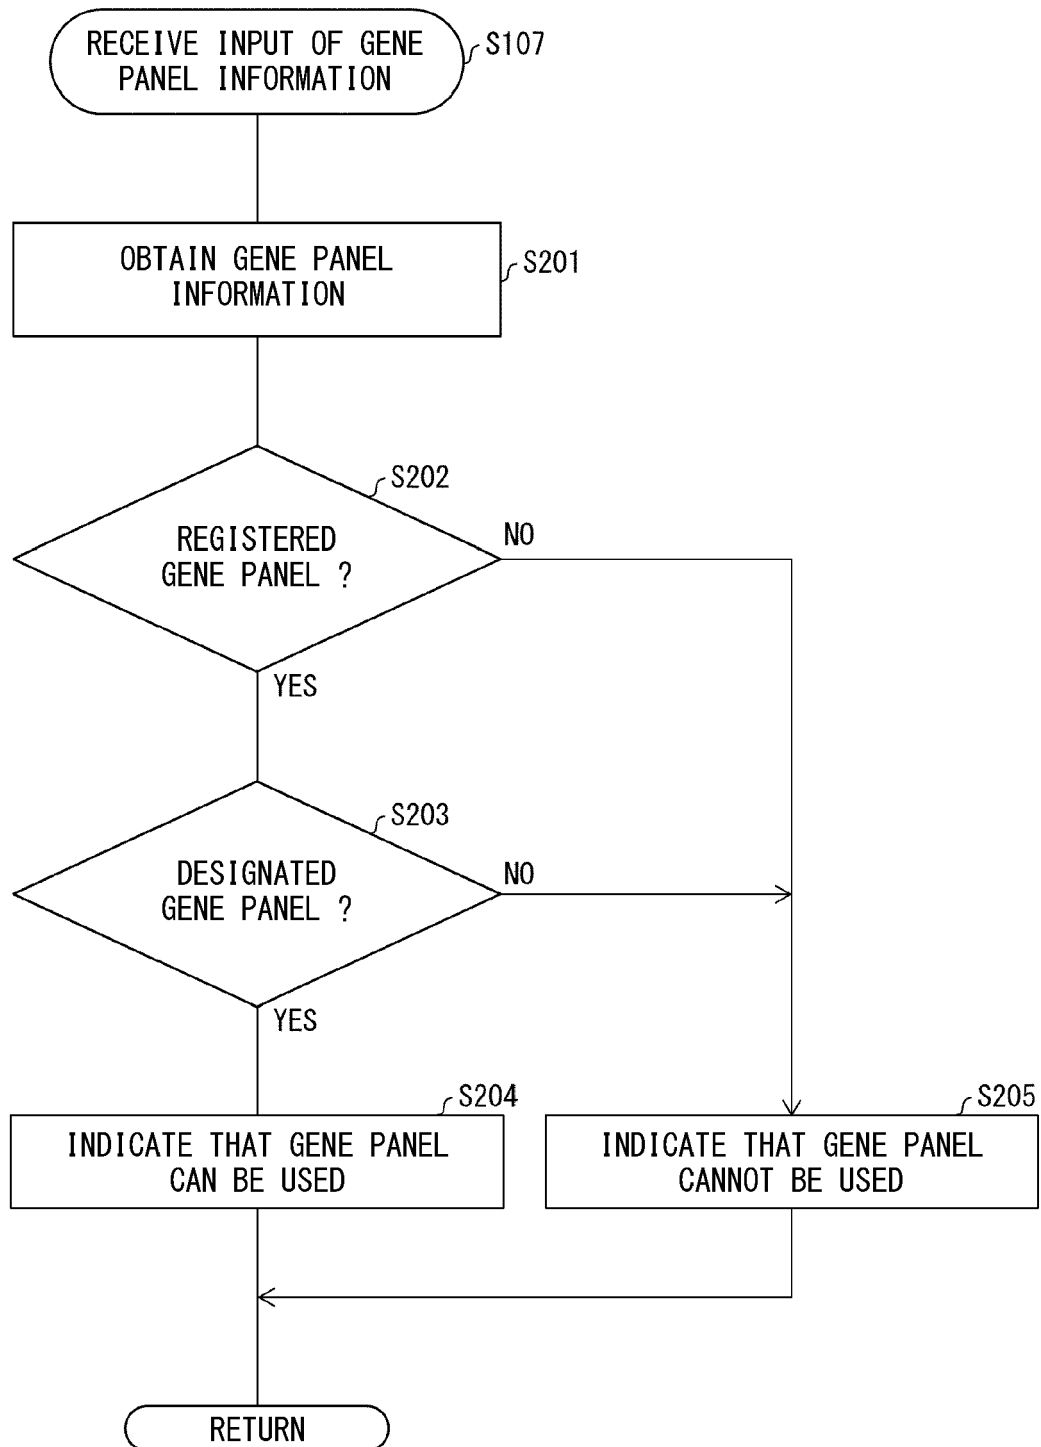 RECEIVE INPUT OF GENE
PANEL INFORMATION
S107
OBTAIN GENE PANEL
INFORMATION
S201
S202
REGISTERED
GENE PANEL ?
NO
YES
S203
DESIGNATED
GENE PANEL ?
NO
YES
S204
INDICATE THAT GENE PANEL
CAN BE USED
S205
INDICATE THAT GENE PANEL
CANNOT BE USED
RETURN